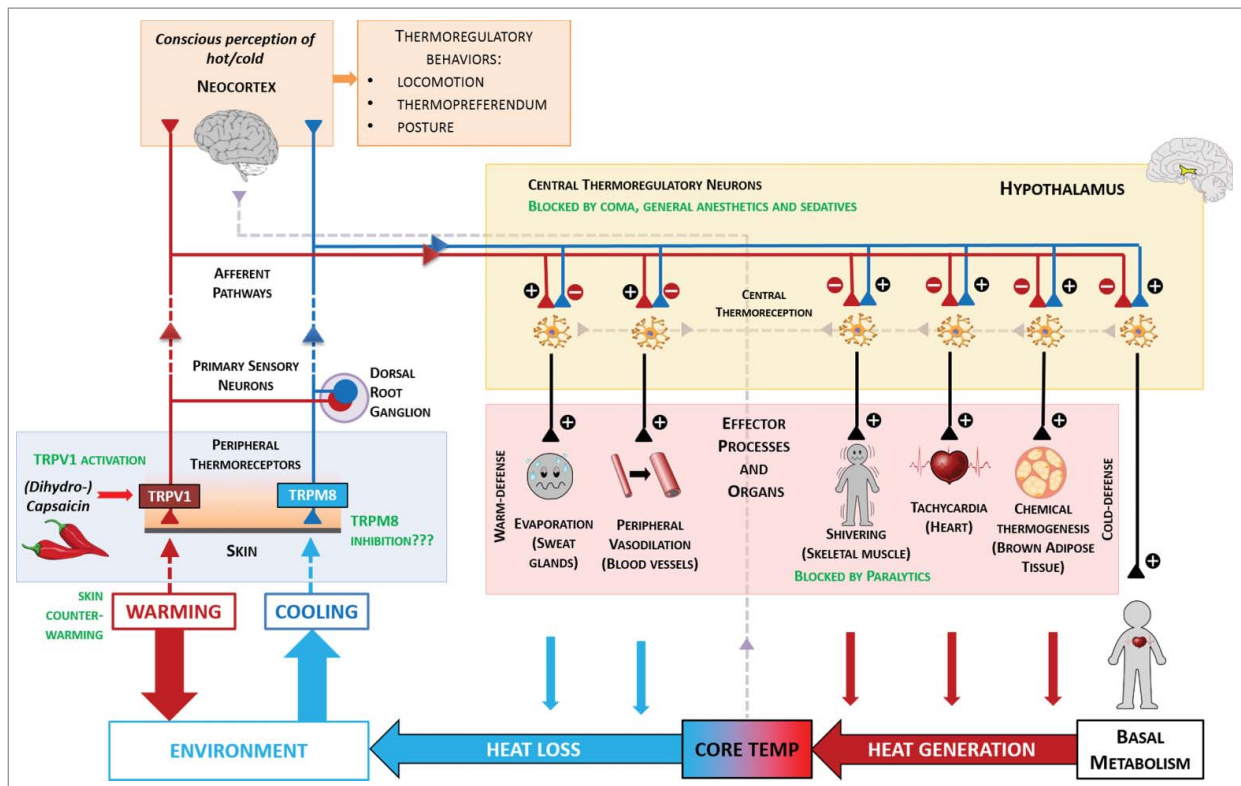 Conscious perception of
hot/cold
NEOCORTEX
THERMOREGULATORY
BEHAVIORS:
• LOCOMOTION
• THERMOPREFERENDUM
• POSTURE
CENTRAL THERMOREGULATORY NEURONS
BLOCKED BY COMA, GENERAL ANESTHETICS AND SEDATIVES
HYPOTHALAMUS
AFFERENT
PATHWAYS
CENTRAL
THERMORECEPTION
+ − + − − + − + − + − +
PRIMARY SENSORY
NEURONS
DORSAL
ROOT
GANGLION
PERIPHERAL
THERMORECEPTORS
TRPV1 ACTIVATION
(Dihydro-)
Capsaicin
TRPV1
TRPM8
TRPM8
INHIBITION???
SKIN
SKIN
COUNTER-
WARMING
WARMING
COOLING
+ + + + + +
WARM-DEFENSE
EVAPORATION
(SWEAT
GLANDS)
PERIPHERAL
VASODILATION
(BLOOD VESSELS)
EFFECTOR
PROCESSES
AND
ORGANS
SHIVERING
(SKELETAL MUSCLE)
BLOCKED BY PARALYTICS
TACHYCARDIA
(HEART)
CHEMICAL
THERMOGENESIS
(BROWN ADIPOSE
TISSUE)
COLD-DEFENSE
ENVIRONMENT
HEAT LOSS
CORE TEMP
HEAT GENERATION
BASAL
METABOLISM